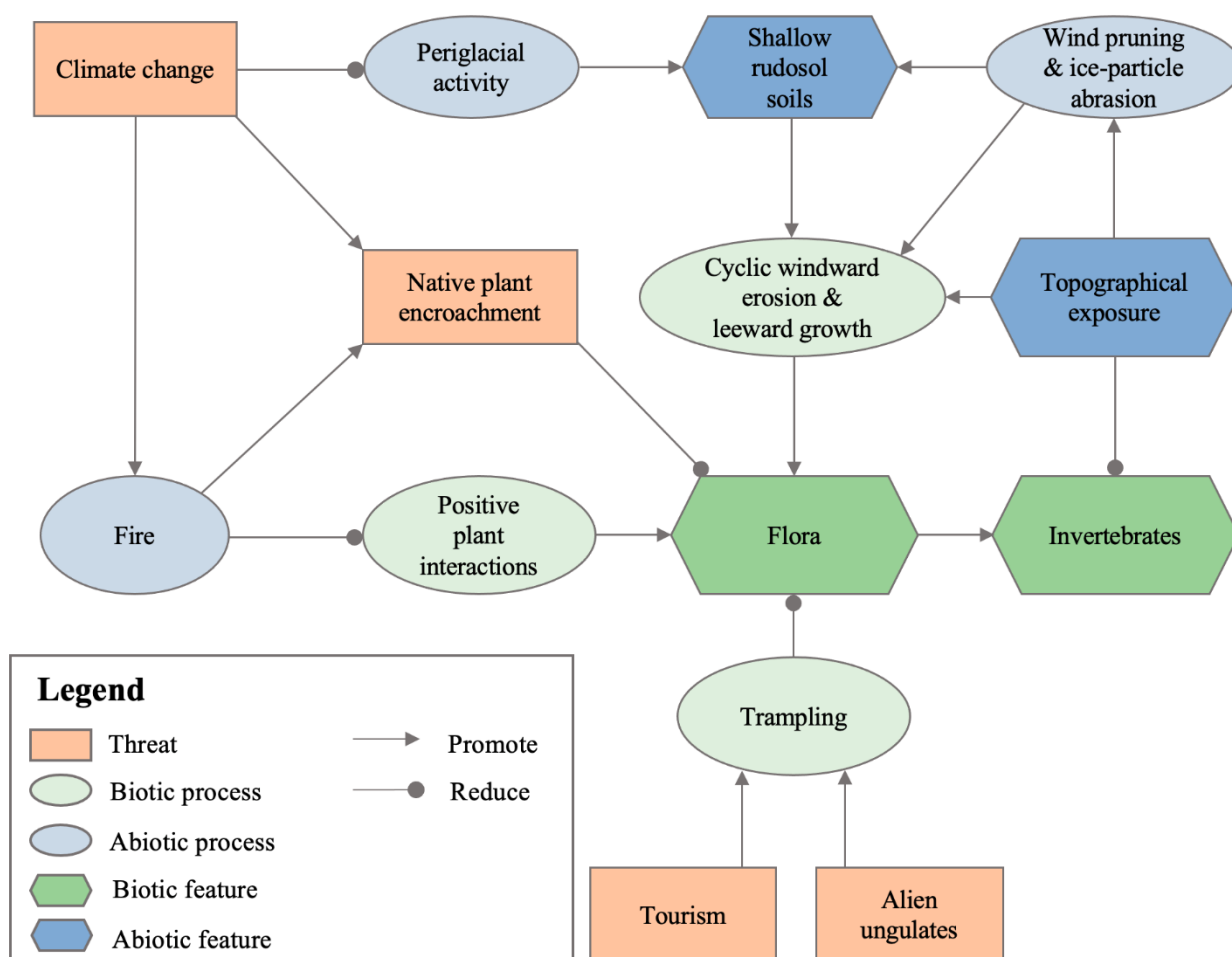 Climate change
Periglacial
activity
Shallow
rudosol
soils
Wind pruning
& ice-particle
abrasion
Native plant
encroachment
Cyclic windward
erosion &
leeward growth
Topographical
exposure
Fire
Positive
plant
interactions
Flora
Invertebrates
Trampling
Tourism
Alien
ungulates
Legend
Threat
Promote
Biotic process
Reduce
Abiotic process
Biotic feature
Abiotic feature